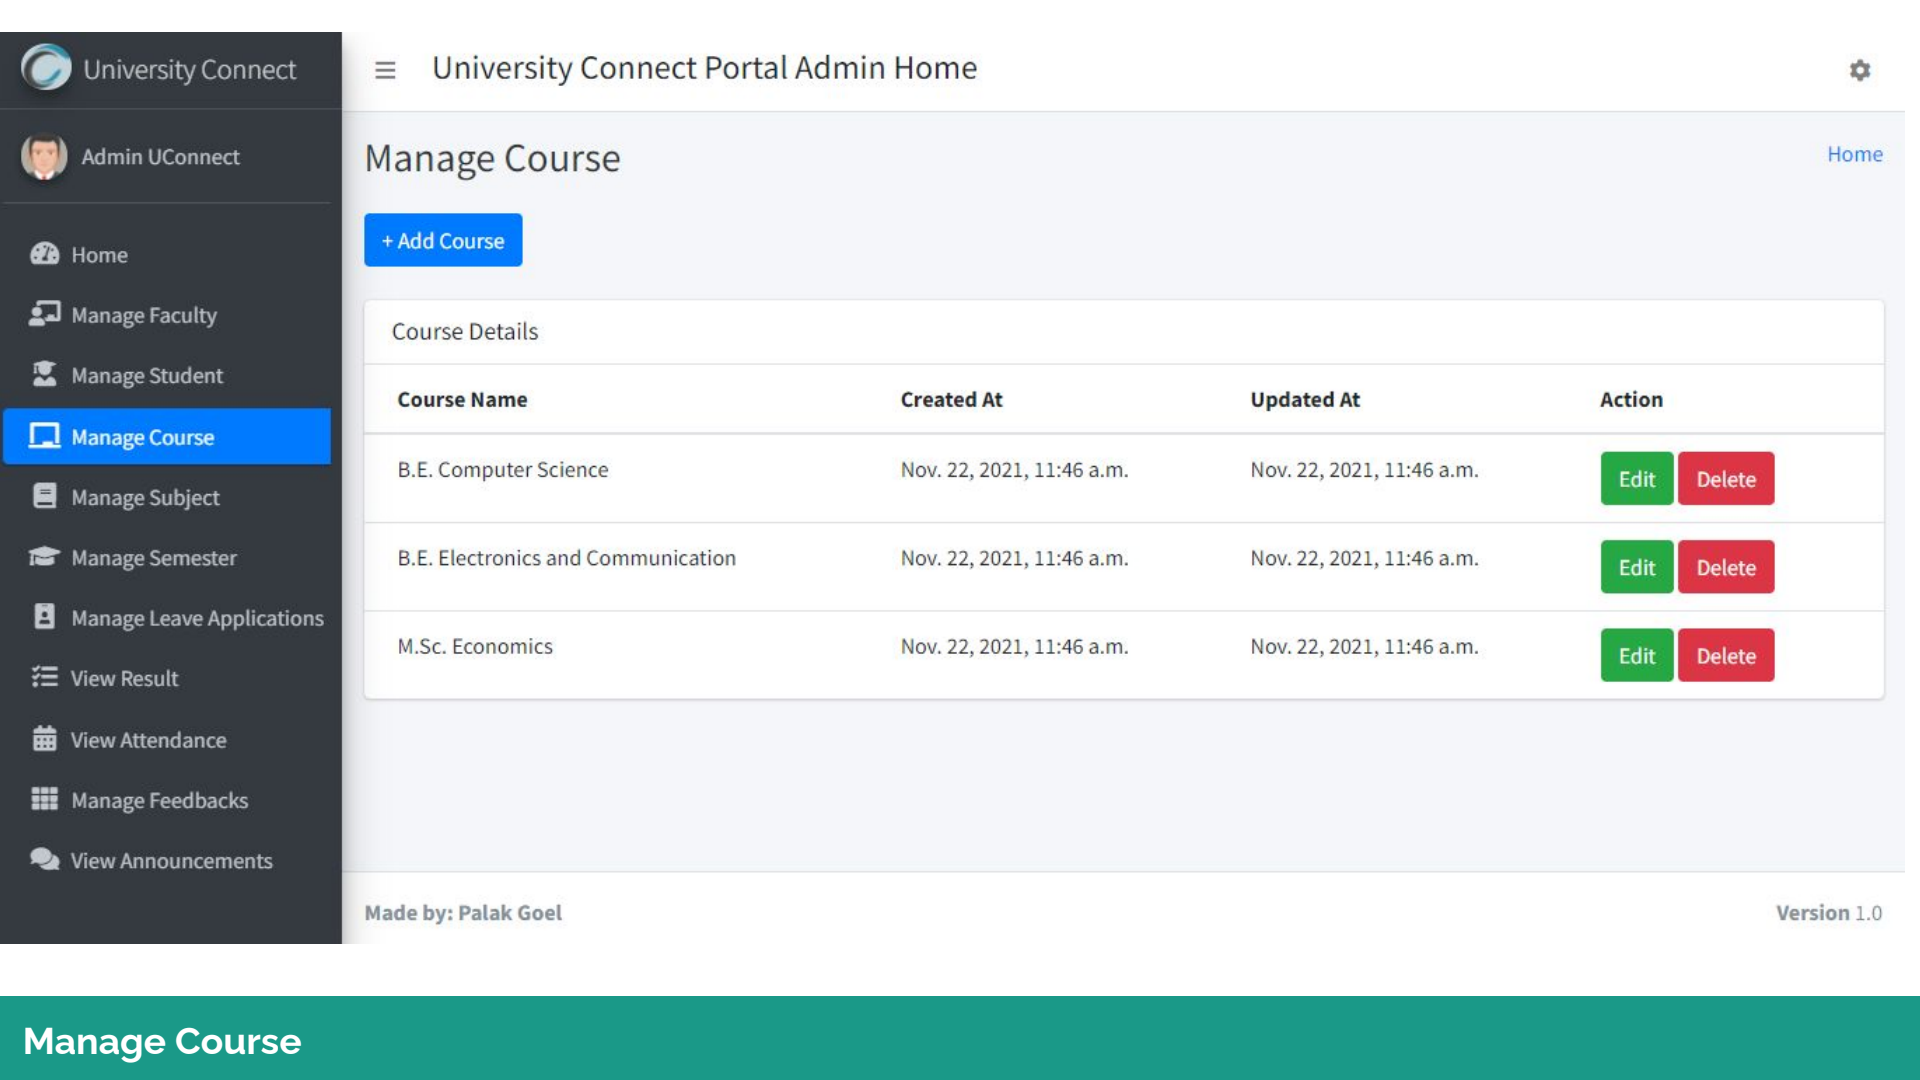 University Connect
University Connect Portal Admin Home
Admin UConnect
Home
Manage Faculty
Manage Student
Manage Course
Manage Subject
Manage Semester
Manage Leave Applications
View Result
View Attendance
Manage Feedbacks
View Announcements
Manage Course
Home
+ Add Course
Course Details
Course Name Created At Updated At Action
B.E. Computer Science Nov. 22, 2021, 11:46 a.m. Nov. 22, 2021, 11:46 a.m. Edit Delete
B.E. Electronics and Communication Nov. 22, 2021, 11:46 a.m. Nov. 22, 2021, 11:46 a.m. Edit Delete
M.Sc. Economics Nov. 22, 2021, 11:46 a.m. Nov. 22, 2021, 11:46 a.m. Edit Delete
Made by: Palak Goel
Version 1.0
Manage Course